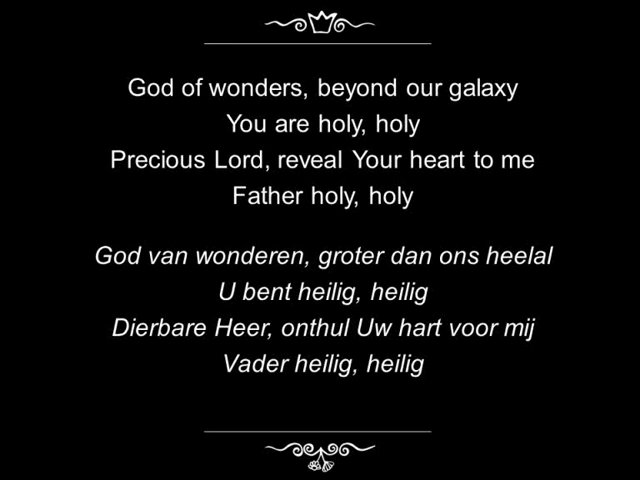 God of wonders, beyond our galaxy
You are holy, holy
Precious Lord, reveal Your heart to me
Father holy, holy
God van wonderen, groter dan ons heelal
U bent heilig, heilig
Dierbare Heer, onthul Uw hart voor mij
Vader heilig, heilig